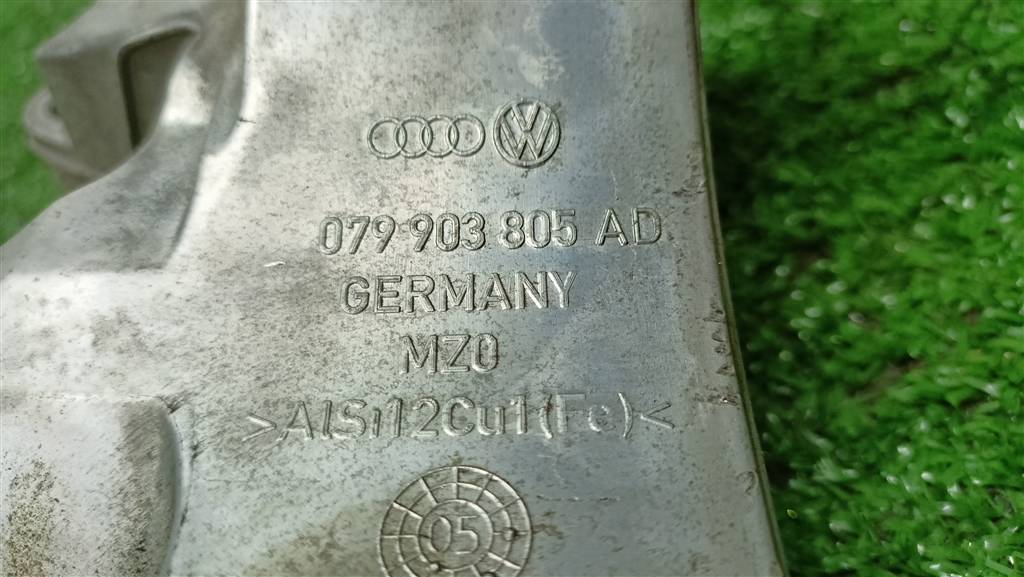 079 903 805 AD
GERMANY
MZ0
>AlSi12Cu1(Fe)<
05